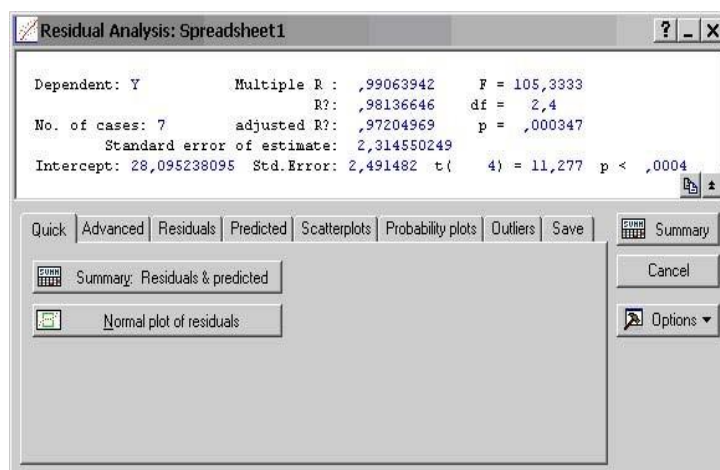 Residual Analysis: Spreadsheet1
Dependent: Y Multiple R : ,99063942 F = 105,3333
R?: ,98136646 df = 2,4
No. of cases: 7 adjusted R?: ,97204969 p = ,000347
Standard error of estimate: 2,314550249
Intercept: 28,095238095 Std.Error: 2,491482 t( 4) = 11,277 p < ,0004
Quick Advanced Residuals Predicted Scatterplots Probability plots Outliers Save
Summary
Summary: Residuals & predicted
Cancel
Normal plot of residuals
Options